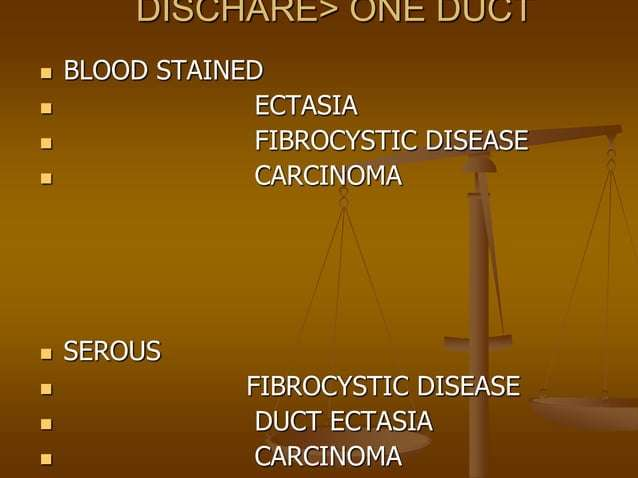 DISCHARE> ONE DUCT
BLOOD STAINED
ECTASIA
FIBROCYSTIC DISEASE
CARCINOMA
SEROUS
FIBROCYSTIC DISEASE
DUCT ECTASIA
CARCINOMA